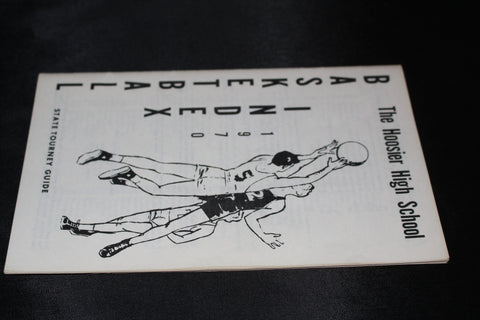 The Hoosier High School
BASKETBALL
INDEX
1970
STATE TOURNEY GUIDE